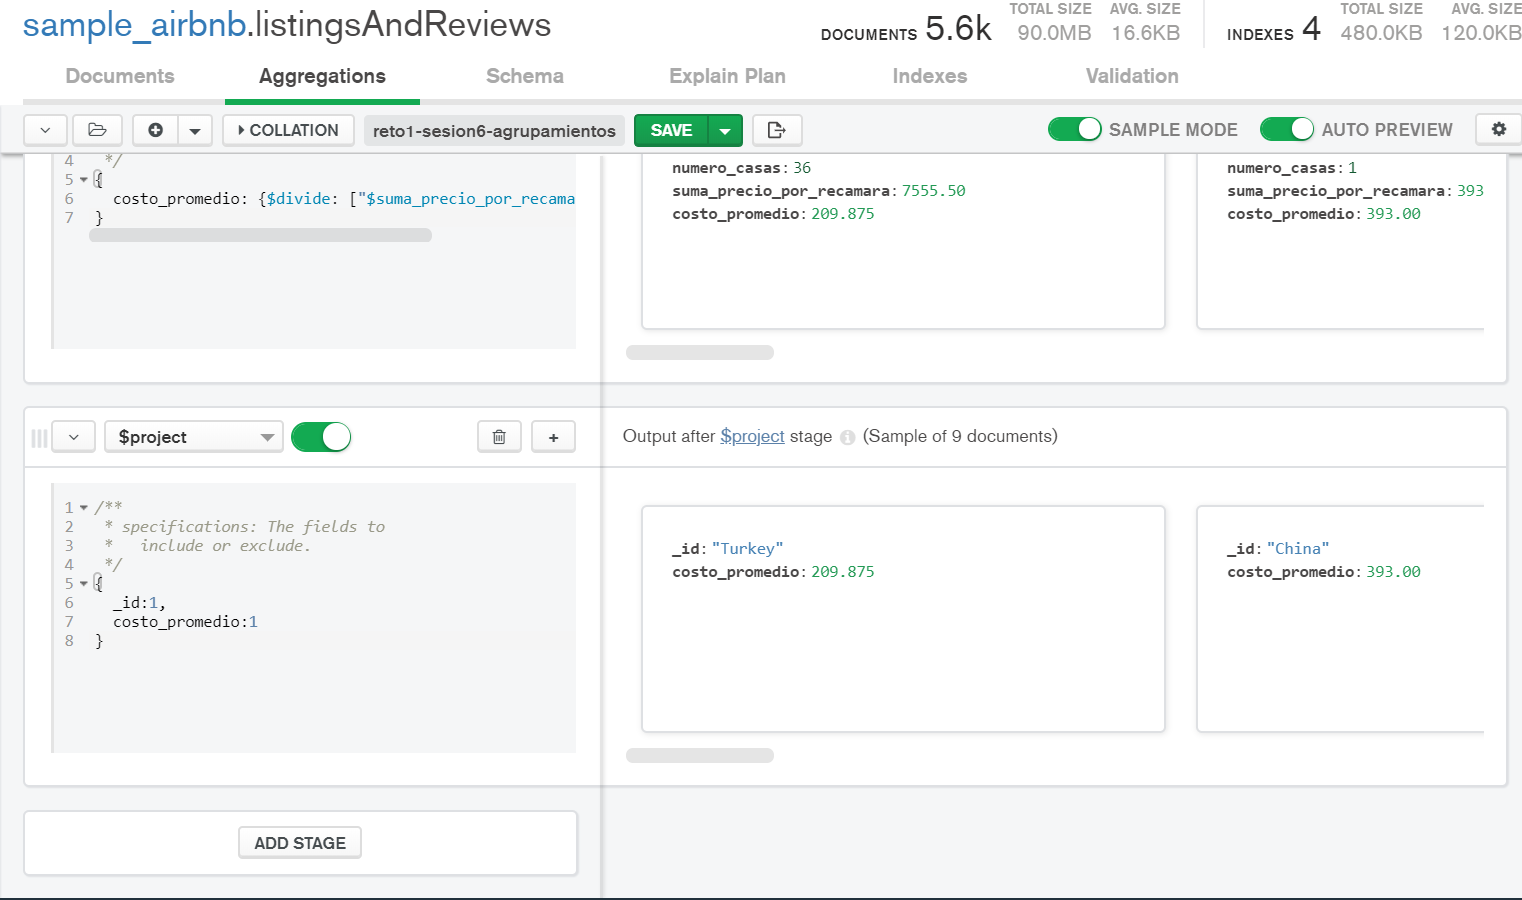 sample_airbnb.listingsAndReviews
DOCUMENTS 5.6k
TOTAL SIZE
90.0MB
AVG. SIZE
16.6KB
INDEXES 4
TOTAL SIZE
480.0KB
AVG. SIZE
120.0KB
Documents
Aggregations
Schema
Explain Plan
Indexes
Validation
COLLATION
reto1-sesion6-agrupamientos
SAVE
SAMPLE MODE
AUTO PREVIEW
4 */
5 {
6 costo_promedio: {$divide: ["$suma_precio_por_recama
7 }
numero_casas: 36
suma_precio_por_recamara: 7555.50
costo_promedio: 209.875
numero_casas: 1
suma_precio_por_recamara: 393
costo_promedio: 393.00
$project
+
Output after $project stage (Sample of 9 documents)
1 /**
2 * specifications: The fields to
3 * include or exclude.
4 */
5 {
6 _id:1,
7 costo_promedio:1
8 }
_id: "Turkey"
costo_promedio: 209.875
_id: "China"
costo_promedio: 393.00
ADD STAGE